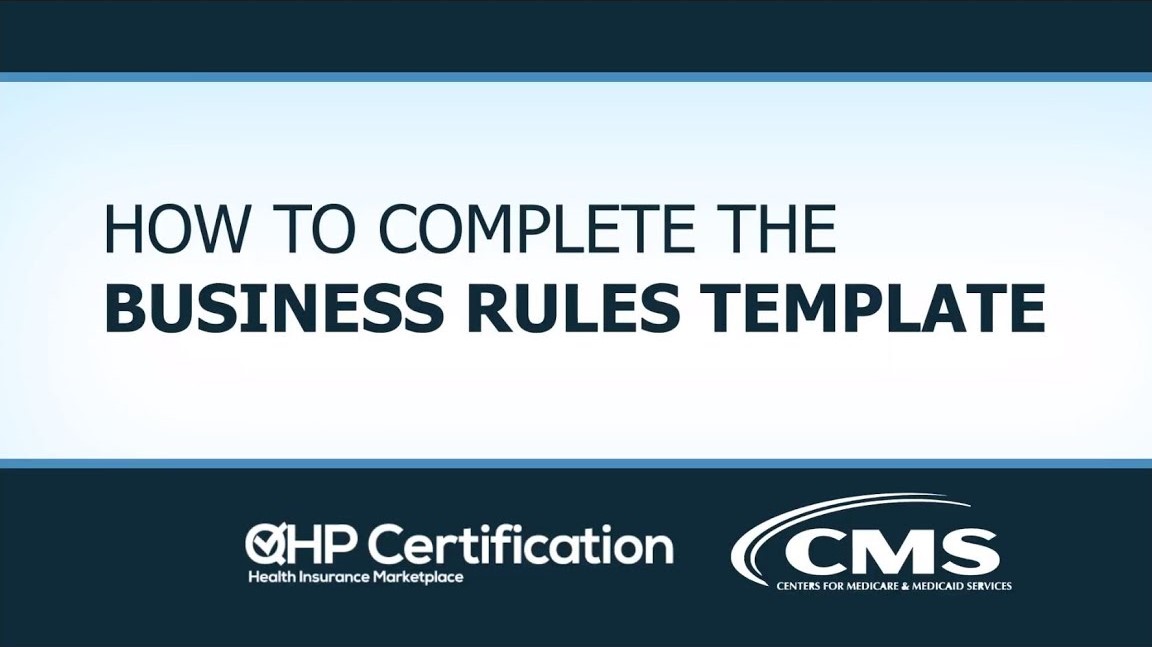 HOW TO COMPLETE THE
BUSINESS RULES TEMPLATE
QHP Certification
Health Insurance Marketplace
CMS
CENTERS FOR MEDICARE & MEDICAID SERVICES